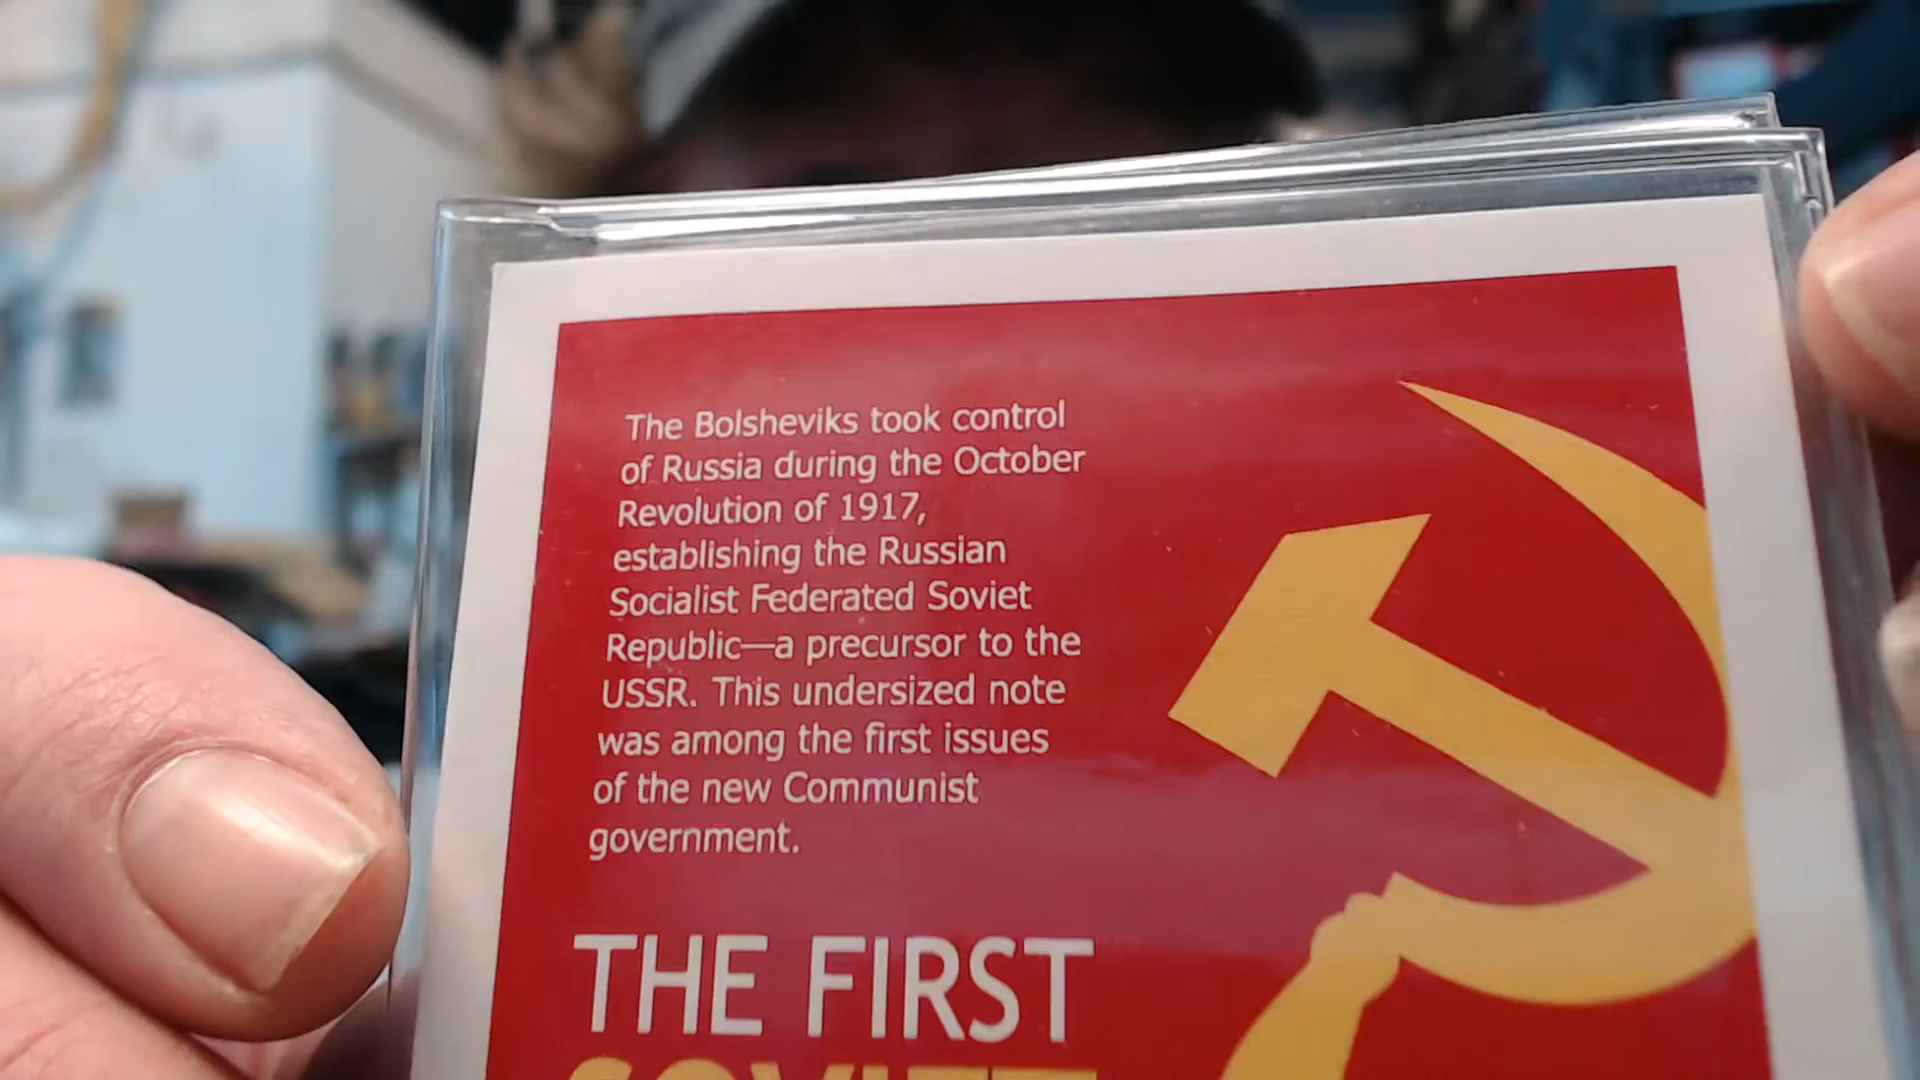 The Bolsheviks took control
of Russia during the October
Revolution of 1917,
establishing the Russian
Socialist Federated Soviet
Republic—a precursor to the
USSR. This undersized note
was among the first issues
of the new Communist
government.
THE FIRST
SOVIET